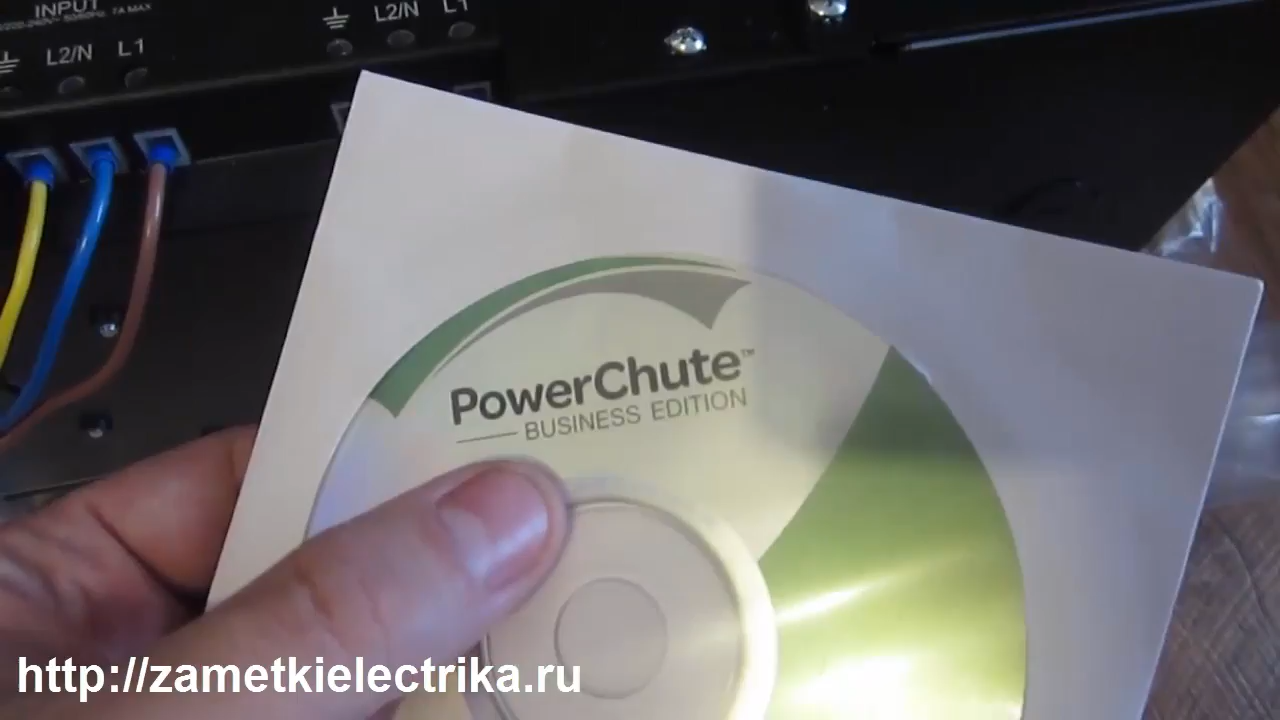 INPUT
L2/N L1
L2/N L1
PowerChute™
BUSINESS EDITION
http://zametkielectrika.ru